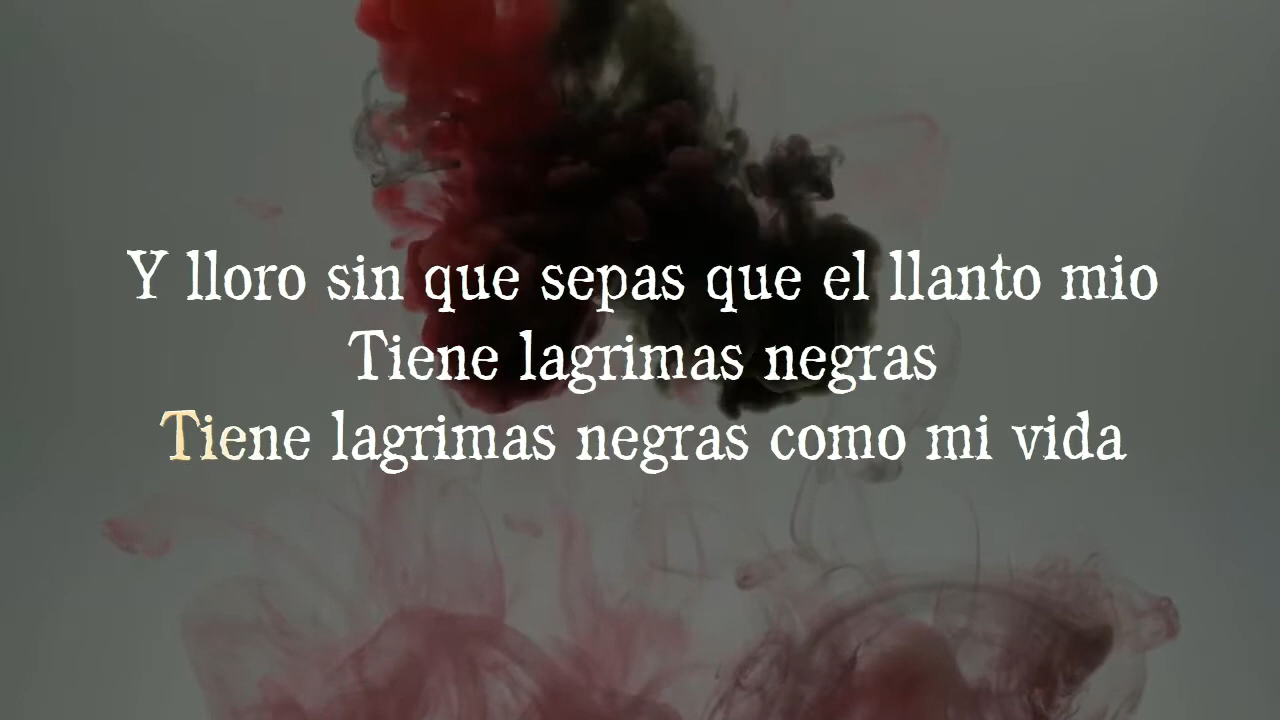 Y lloro sin que sepas que el llanto mio
Tiene lagrimas negras
Tiene lagrimas negras como mi vida